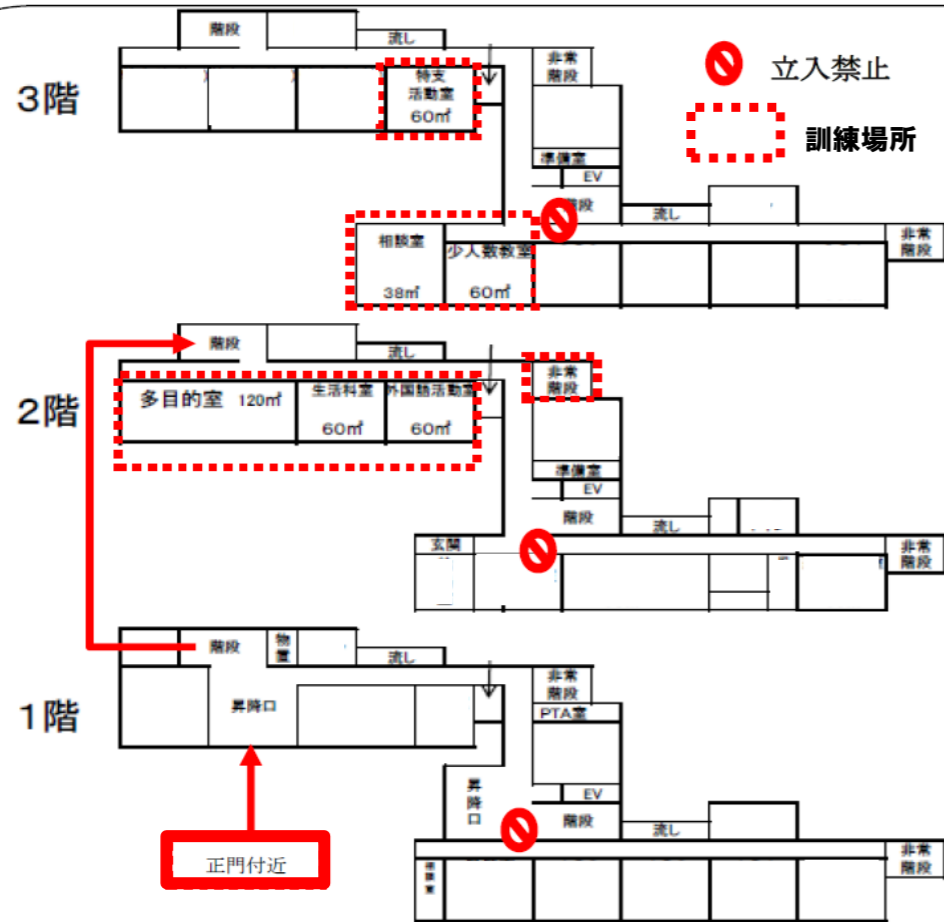 階段
流し
非常
階段
立入禁止
3階
特支
活動室
60㎡
訓練場所
準備室
EV
階段
流し
相談室
少人数教室
非常
階段
38㎡
60㎡
階段
流し
非常
階段
2階
多目的室 120㎡
生活科室
外国語活動室
60㎡
60㎡
準備室
EV
階段
流し
玄関
非常
階段
階段
物置
流し
1階
昇降口
非常
階段
PTA室
昇降口
EV
階段
流し
正門付近
非常
階段
相談室